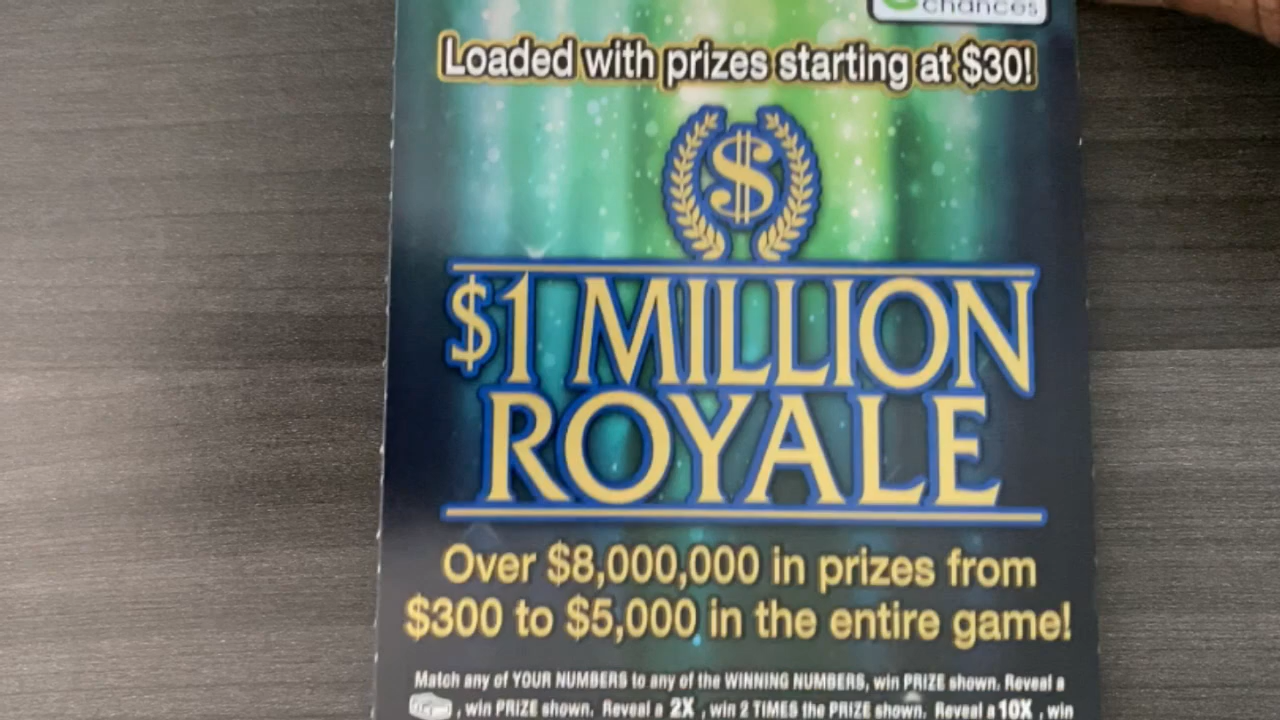 chances
Loaded with prizes starting at $30!
$
$1 MILLION
ROYALE
Over $8,000,000 in prizes from
$300 to $5,000 in the entire game!
Match any of YOUR NUMBERS to any of the WINNING NUMBERS, win PRIZE shown. Reveal a
, win PRIZE shown. Reveal a 2X , win 2 TIMES the PRIZE shown. Reveal a 10X , win